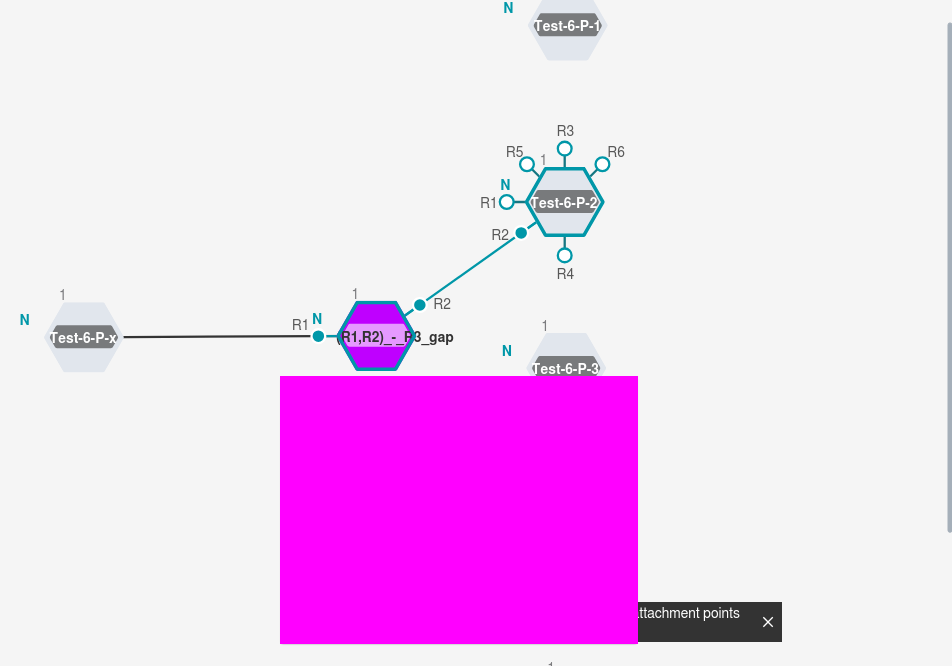 N
Test-6-P-1
R3
R5
1
R6
N
R1
Test-6-P-2
R2
R4
1
1
R2
N
N
R1
Test-6-P-x
(R1,R2)_-_R3_gap
1
N
Test-6-P-3
attachment points
1